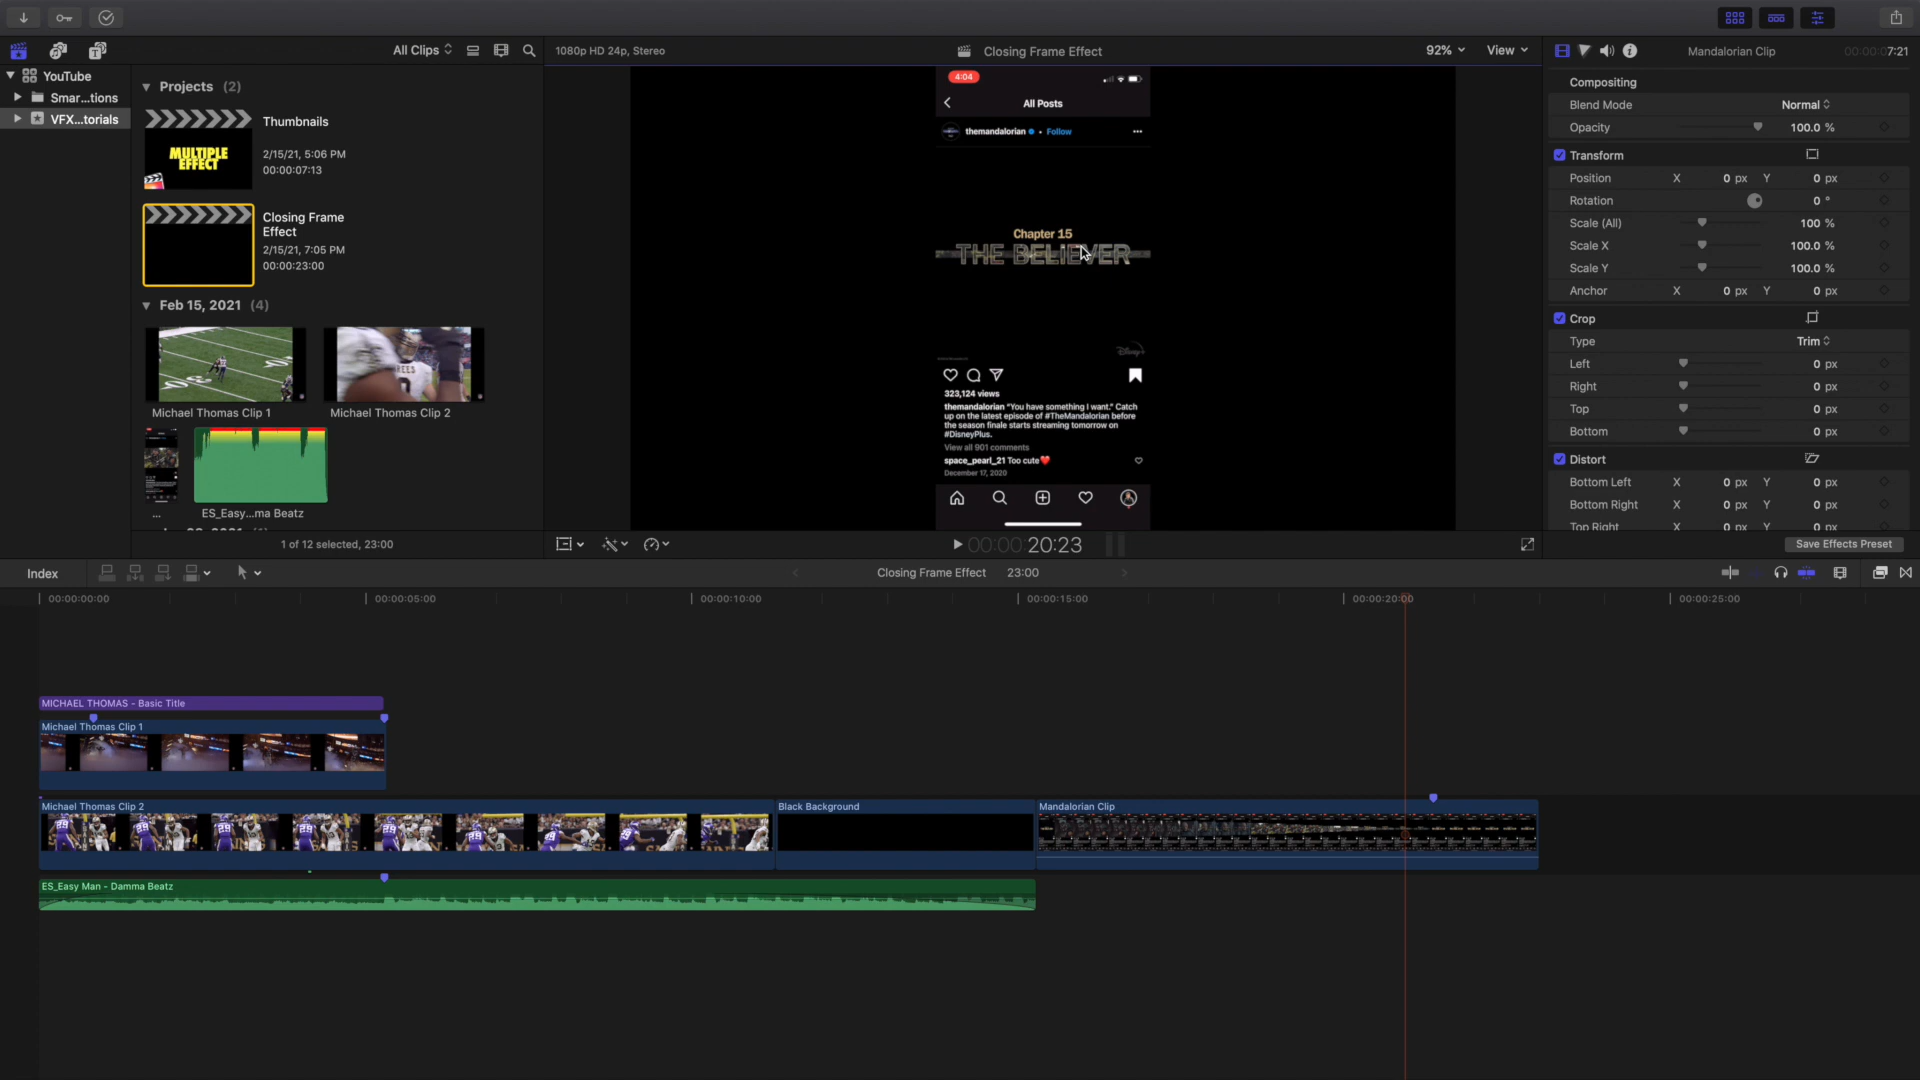 All Clips
1080p HD 24p, Stereo
Closing Frame Effect
92%
View
Mandalorian Clip
00:00:07:21
YouTube
Smar...tions
VFX...torials
Projects (2)
Thumbnails
2/15/21, 5:06 PM
00:00:07:13
MULTIPLE
EFFECT
Closing Frame
Effect
2/15/21, 7:05 PM
00:00:23:00
Feb 15, 2021 (4)
Michael Thomas Clip 1
Michael Thomas Clip 2
...
ES_Easy...ma Beatz
1 of 12 selected, 23:00
4:04
All Posts
themandalorian • Follow
Chapter 15
THE BELIEVER
Disney+
323,124 views
themandalorian "You have something I want." Catch
up on the latest episode of #TheMandalorian before
the season finale starts streaming tomorrow on
#DisneyPlus.
View all 901 comments
space_pearl_21 Too cute❤️
December 17, 2020
00:00:20:23
Compositing
Blend Mode Normal
Opacity 100.0 %
Transform
Position X 0 px Y 0 px
Rotation 0 °
Scale (All) 100 %
Scale X 100.0 %
Scale Y 100.0 %
Anchor X 0 px Y 0 px
Crop
Type Trim
Left 0 px
Right 0 px
Top 0 px
Bottom 0 px
Distort
Bottom Left X 0 px Y 0 px
Bottom Right X 0 px Y 0 px
Top Right X 0 px Y 0 px
Save Effects Preset
Index
Closing Frame Effect 23:00
00:00:00:00
00:00:05:00
00:00:10:00
00:00:15:00
00:00:20:00
00:00:25:00
MICHAEL THOMAS - Basic Title
Michael Thomas Clip 1
Michael Thomas Clip 2
Black Background
Mandalorian Clip
ES_Easy Man - Damma Beatz